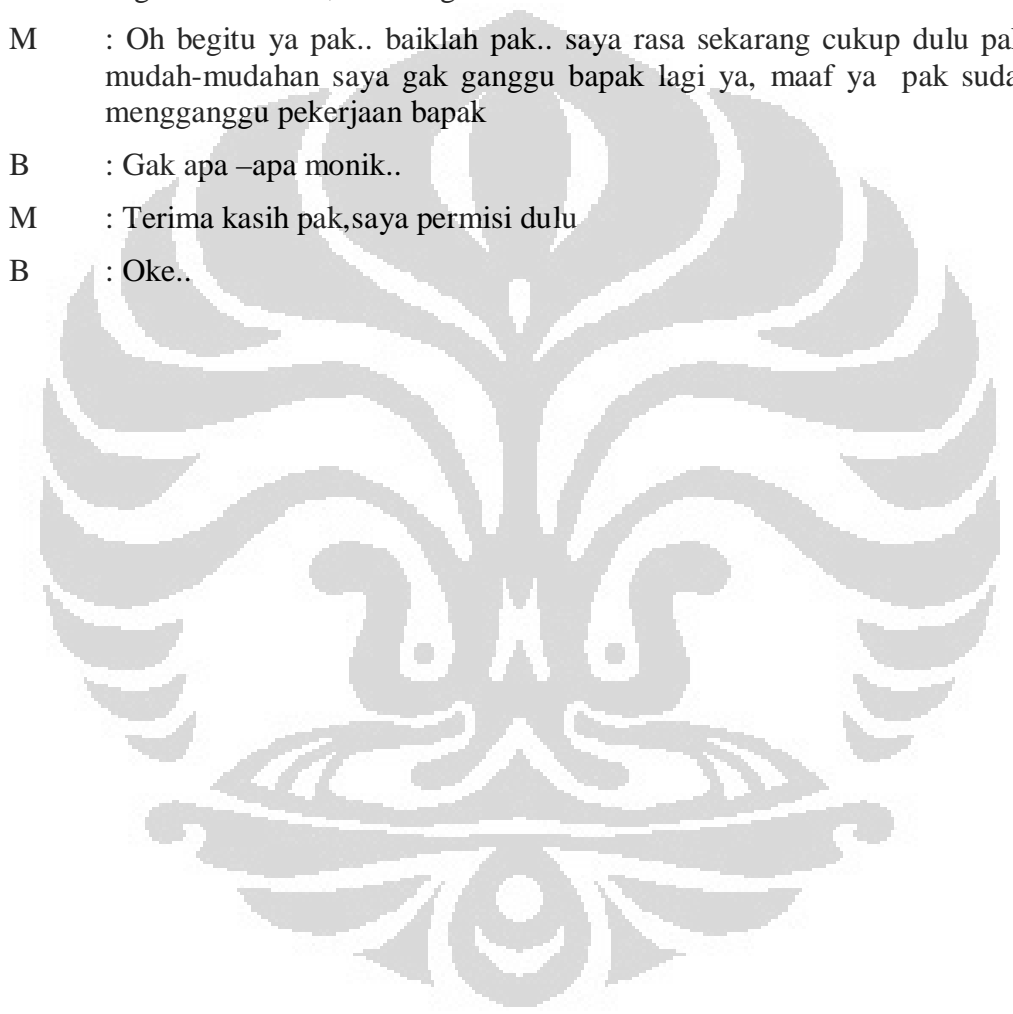 M : Oh begitu ya pak.. baiklah pak.. saya rasa sekarang cukup dulu
mudah-mudahan saya gak ganggu bapak lagi ya, maaf ya pak
mengganggu pekerjaan bapak
B : Gak apa –apa monik..
M : Terima kasih pak,saya permisi dulu
B : Oke..